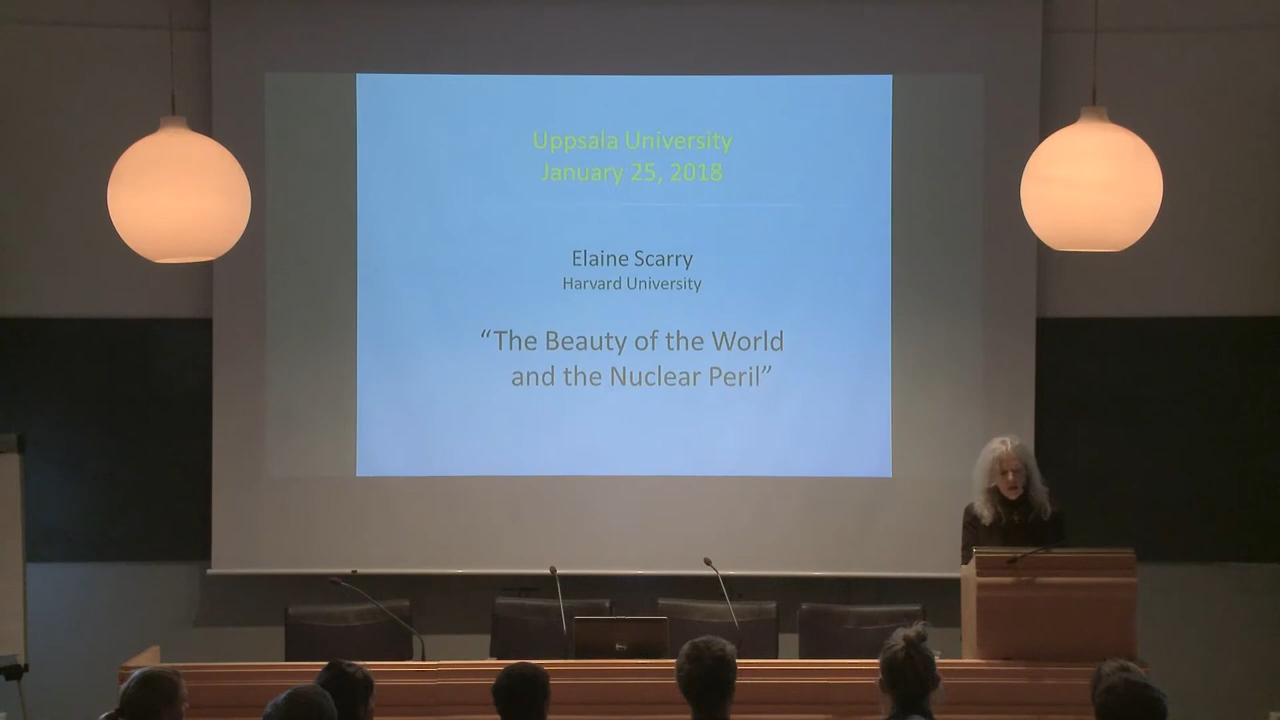 Uppsala University
January 25, 2018
Elaine Scarry
Harvard University
“The Beauty of the World
and the Nuclear Peril”